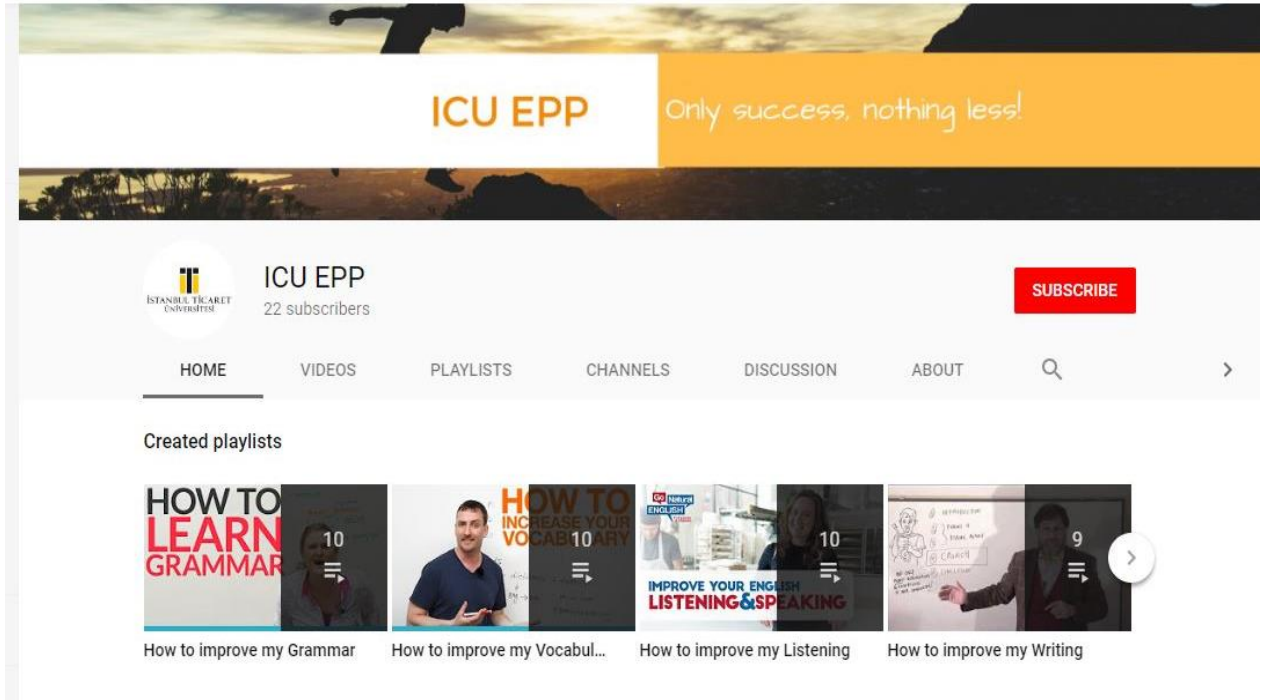 ICU EPP
Only success, nothing less!
İSTANBUL TİCARET
ÜNİVERSİTESİ
ICU EPP
22 subscribers
SUBSCRIBE
HOME VIDEOS PLAYLISTS CHANNELS DISCUSSION ABOUT
Created playlists
HOW TO
LEARN
GRAMMAR
10
How to improve my Grammar
HOW TO
INCREASE YOUR
VOCABULARY
10
How to improve my Vocabul...
Go Natural
ENGLISH
10
IMPROVE YOUR ENGLISH
LISTENING&SPEAKING
How to improve my Listening
9
How to improve my Writing